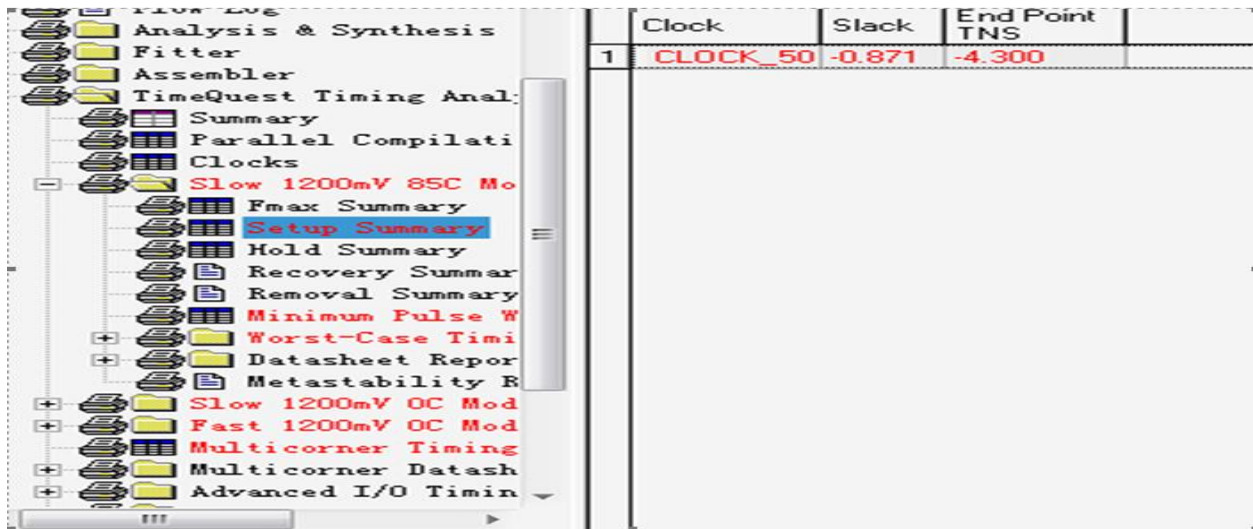 Flow Log
Analysis & Synthesis
Fitter
Assembler
TimeQuest Timing Anal
Summary
Parallel Compilati
Clocks
Slow 1200mV 85C Mo
Fmax Summary
Setup Summary
Hold Summary
Recovery Summar
Removal Summary
Minimum Pulse W
Worst-Case Timi
Datasheet Repor
Metastability R
Slow 1200mV 0C Mod
Fast 1200mV 0C Mod
Multicorner Timing
Multicorner Datash
Advanced I/O Timin
Clock Slack End Point TNS
1 CLOCK_50 -0.871 -4.300